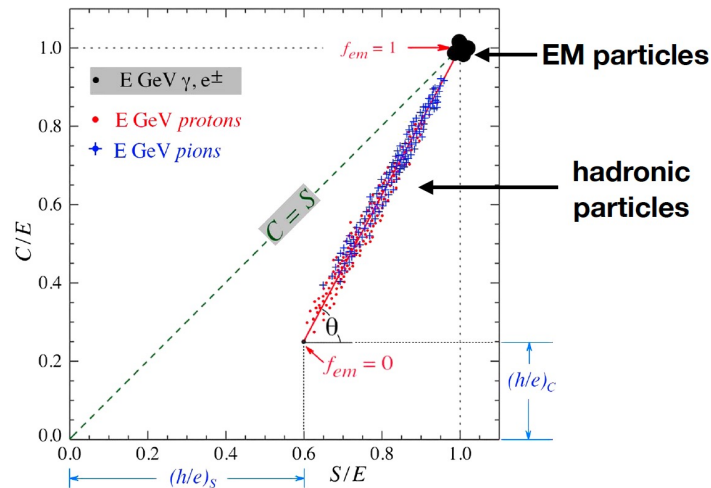 1.0
0.8
0.6
0.4
0.2
0.0
C/E
f_em = 1
EM particles
E GeV γ, e±
E GeV protons
E GeV pions
hadronic
particles
C = S
θ
f_em = 0
(h/e)_C
0.0 0.2 0.4 0.6 0.8 1.0
(h/e)_S
S/E